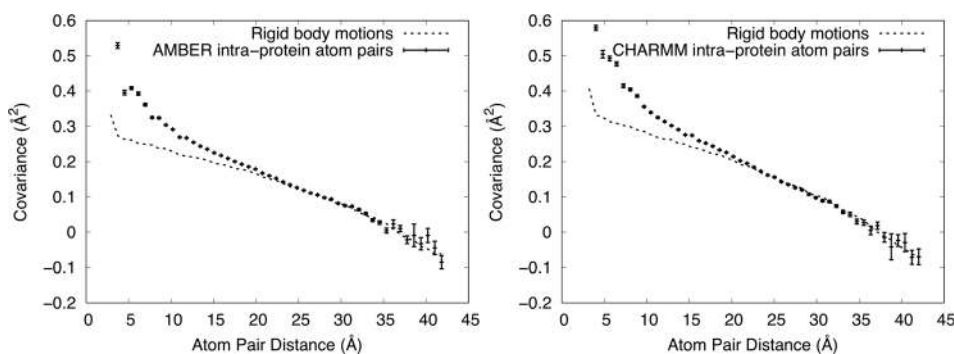 0.6
0.5
0.4
0.3
0.2
0.1
0
−0.1
−0.2
Covariance (Å²)
Rigid body motions
AMBER intra−protein atom pairs
0 5 10 15 20 25 30 35 40 45
Atom Pair Distance (Å)
0.6
0.5
0.4
0.3
0.2
0.1
0
−0.1
−0.2
Covariance (Å²)
Rigid body motions
CHARMM intra−protein atom pairs
0 5 10 15 20 25 30 35 40 45
Atom Pair Distance (Å)